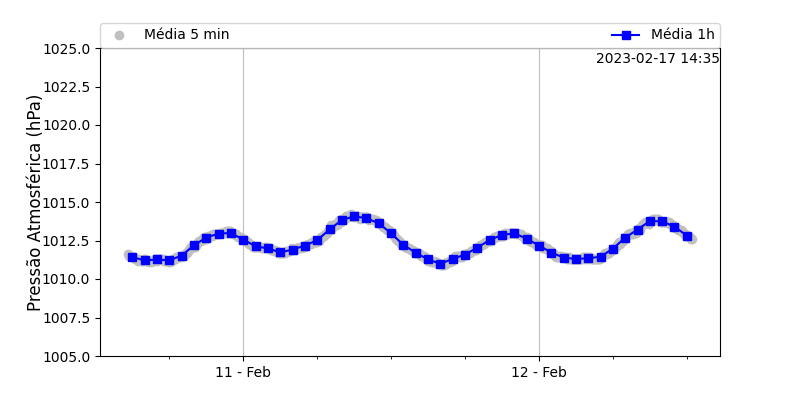 Média 5 min
Média 1h
2023-02-17 14:35
Pressão Atmosférica (hPa)
1025.0
1022.5
1020.0
1017.5
1015.0
1012.5
1010.0
1007.5
1005.0
11 - Feb
12 - Feb